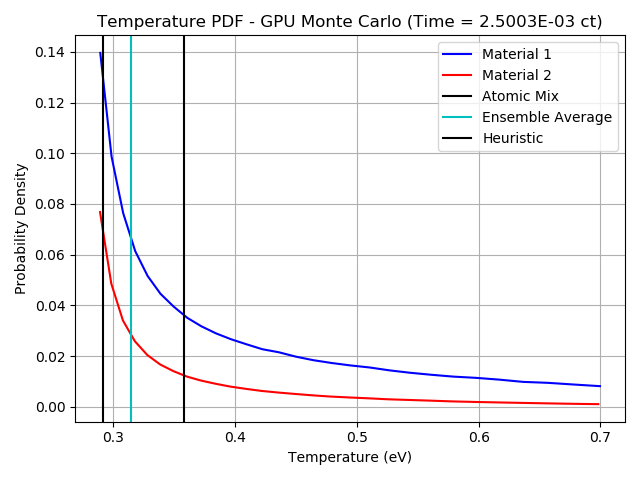 Temperature PDF - GPU Monte Carlo (Time = 2.5003E-03 ct)
Material 1
Material 2
Atomic Mix
Ensemble Average
Heuristic
Probability Density
0.14
0.12
0.10
0.08
0.06
0.04
0.02
0.00
0.3 0.4 0.5 0.6 0.7
Temperature (eV)